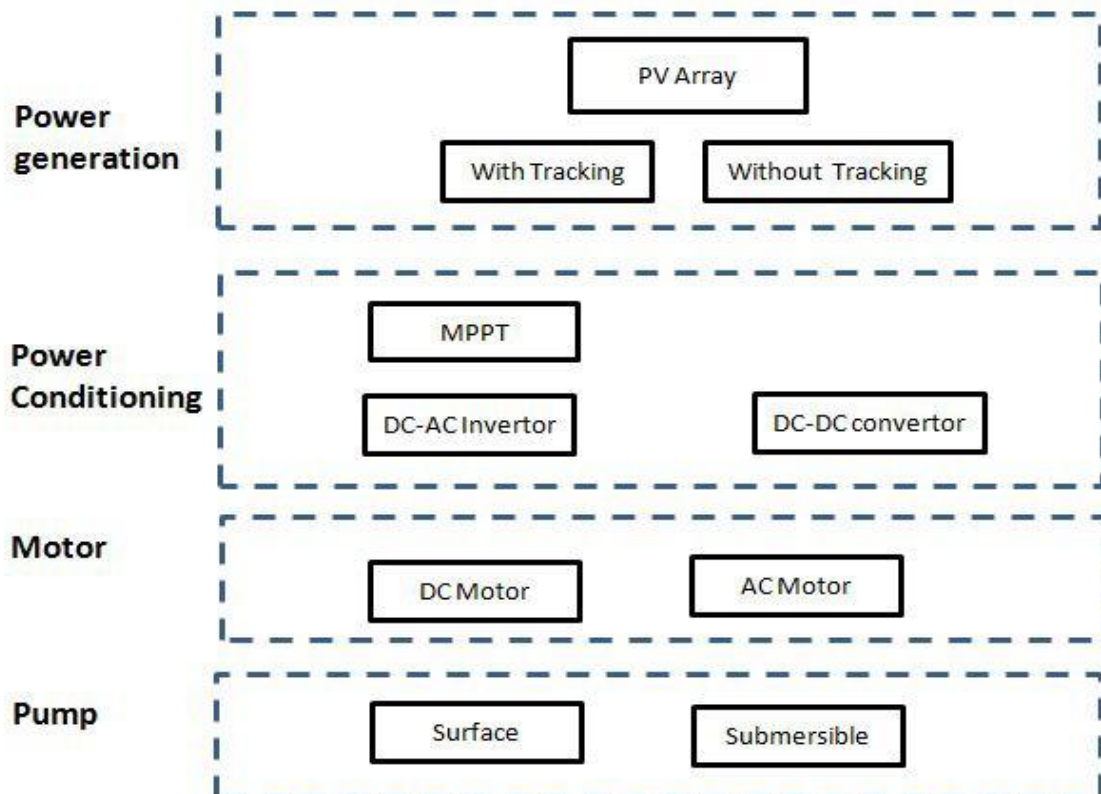 PV Array
Power
generation
With Tracking
Without Tracking
MPPT
Power
Conditioning
DC-AC Invertor
DC-DC convertor
Motor
DC Motor
AC Motor
Pump
Surface
Submersible